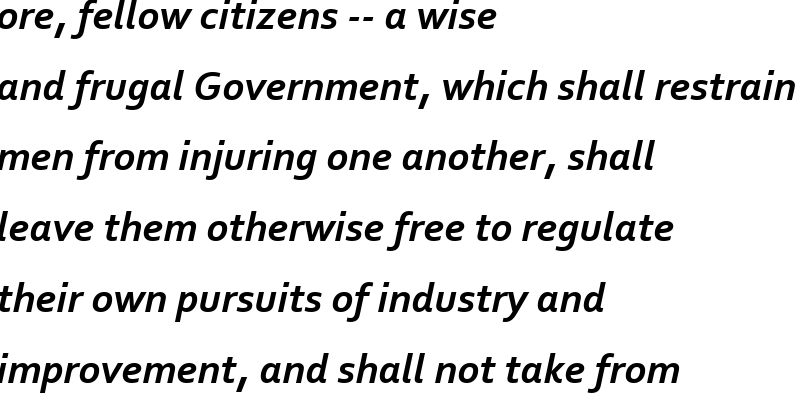 ore, fellow citizens -- a wise
and frugal Government, which shall restrain
men from injuring one another, shall
leave them otherwise free to regulate
their own pursuits of industry and
improvement, and shall not take from